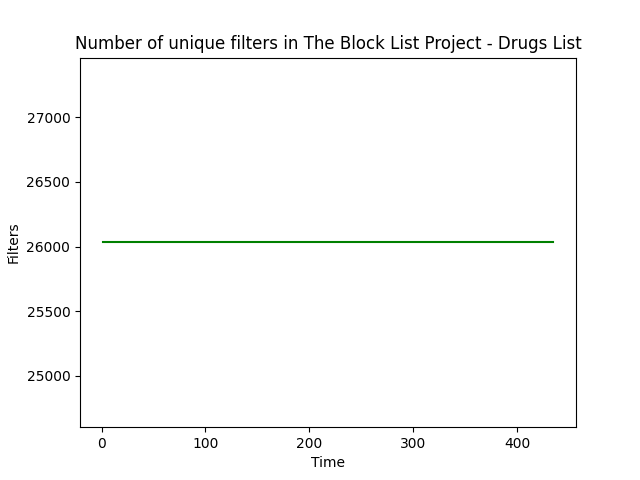 Number of unique filters in The Block List Project - Drugs List
27000
26500
26000
25500
25000
Filters
0 100 200 300 400
Time